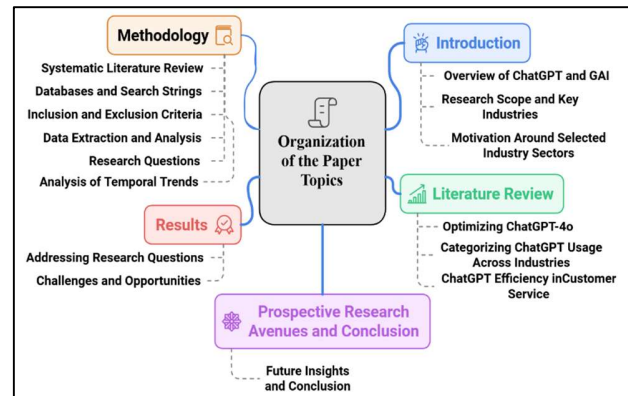 Methodology
Systematic Literature Review
Databases and Search Strings
Inclusion and Exclusion Criteria
Data Extraction and Analysis
Research Questions
Analysis of Temporal Trends
Results
Addressing Research Questions
Challenges and Opportunities
Organization
of the Paper
Topics
Introduction
Overview of ChatGPT and GAI
Research Scope and Key
Industries
Motivation Around Selected
Industry Sectors
Literature Review
Optimizing ChatGPT-4o
Categorizing ChatGPT Usage
Across Industries
ChatGPT Efficiency inCustomer
Service
Prospective Research
Avenues and Conclusion
Future Insights
and Conclusion